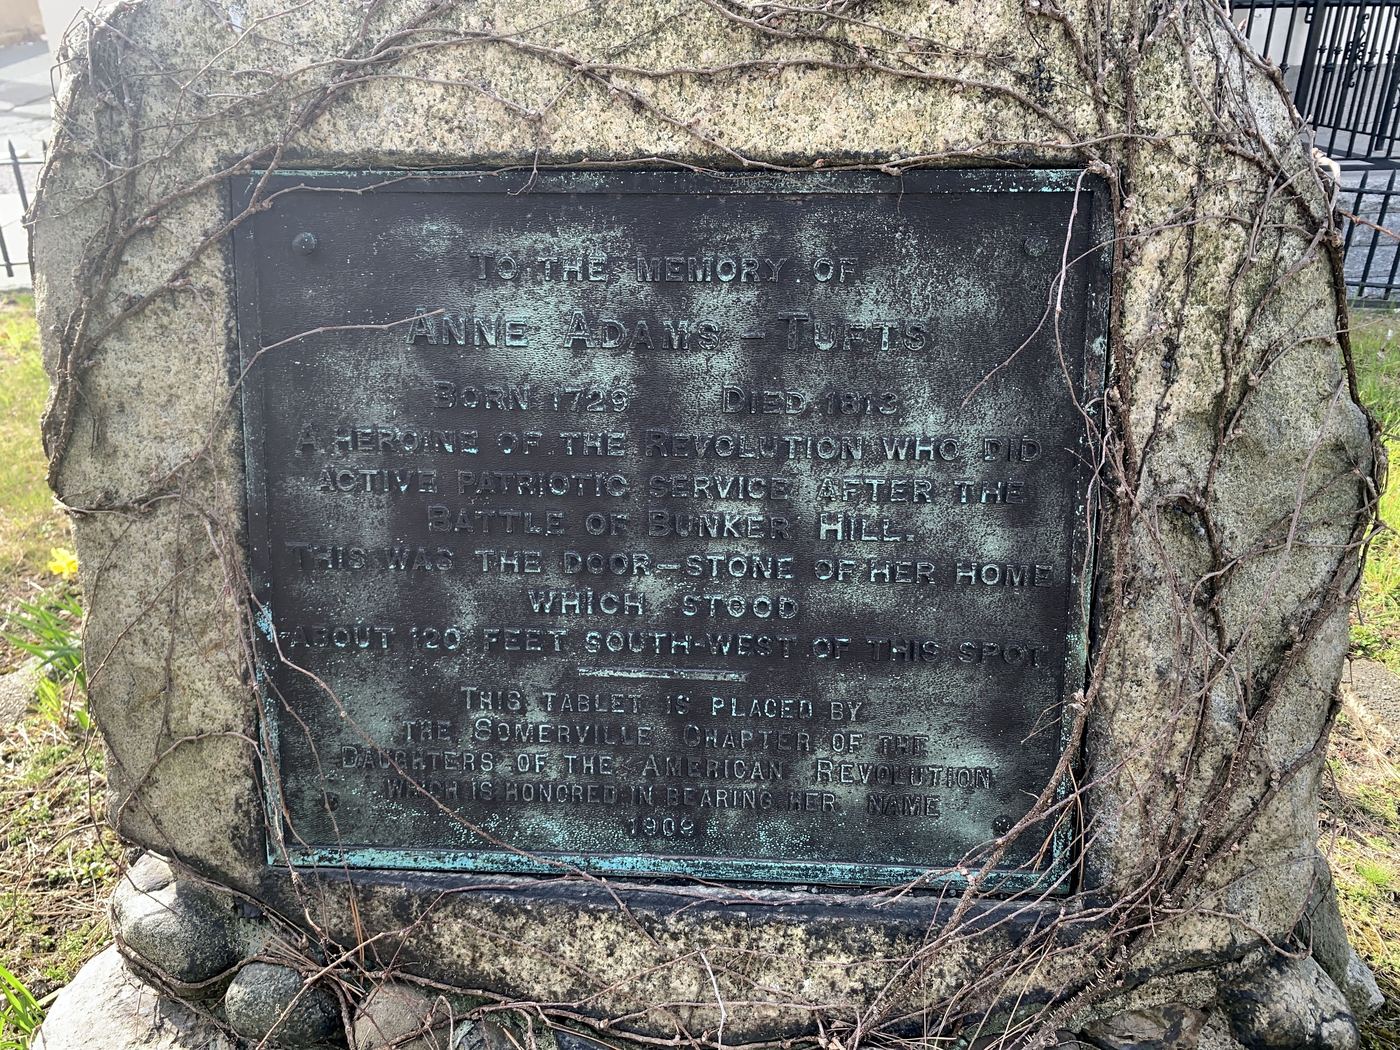 TO THE MEMORY OF
ANNE ADAMS-TUFTS
BORN 1729 DIED 1813
A HEROINE OF THE REVOLUTION WHO DID
ACTIVE PATRIOTIC SERVICE AFTER THE
BATTLE OF BUNKER HILL.
THIS WAS THE DOOR-STONE OF HER HOME
WHICH STOOD
ABOUT 120 FEET SOUTH-WEST OF THIS SPOT
THIS TABLET IS PLACED BY
THE SOMERVILLE CHAPTER OF THE
DAUGHTERS OF THE AMERICAN REVOLUTION
WHICH IS HONORED IN BEARING HER NAME
1909